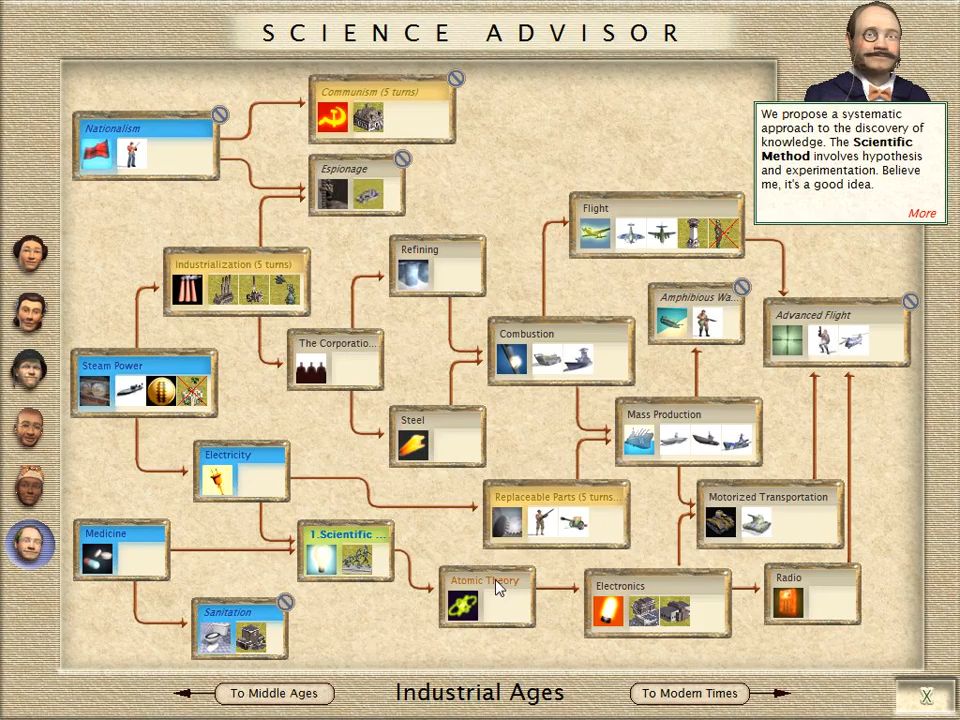 SCIENCE ADVISOR
We propose a systematic
approach to the discovery of
knowledge. The Scientific
Method involves hypothesis
and experimentation. Believe
me, it's a good idea.
More
Communism (5 turns)
Nationalism
Espionage
Flight
Refining
Industrialization (5 turns)
Amphibious Wa...
Advanced Flight
Combustion
The Corporatio...
Steam Power
Steel
Mass Production
Electricity
Replaceable Parts (5 turns...
Motorized Transportation
Medicine
1.Scientific ...
Atomic Theory
Electronics
Radio
Sanitation
To Middle Ages
Industrial Ages
To Modern Times
X